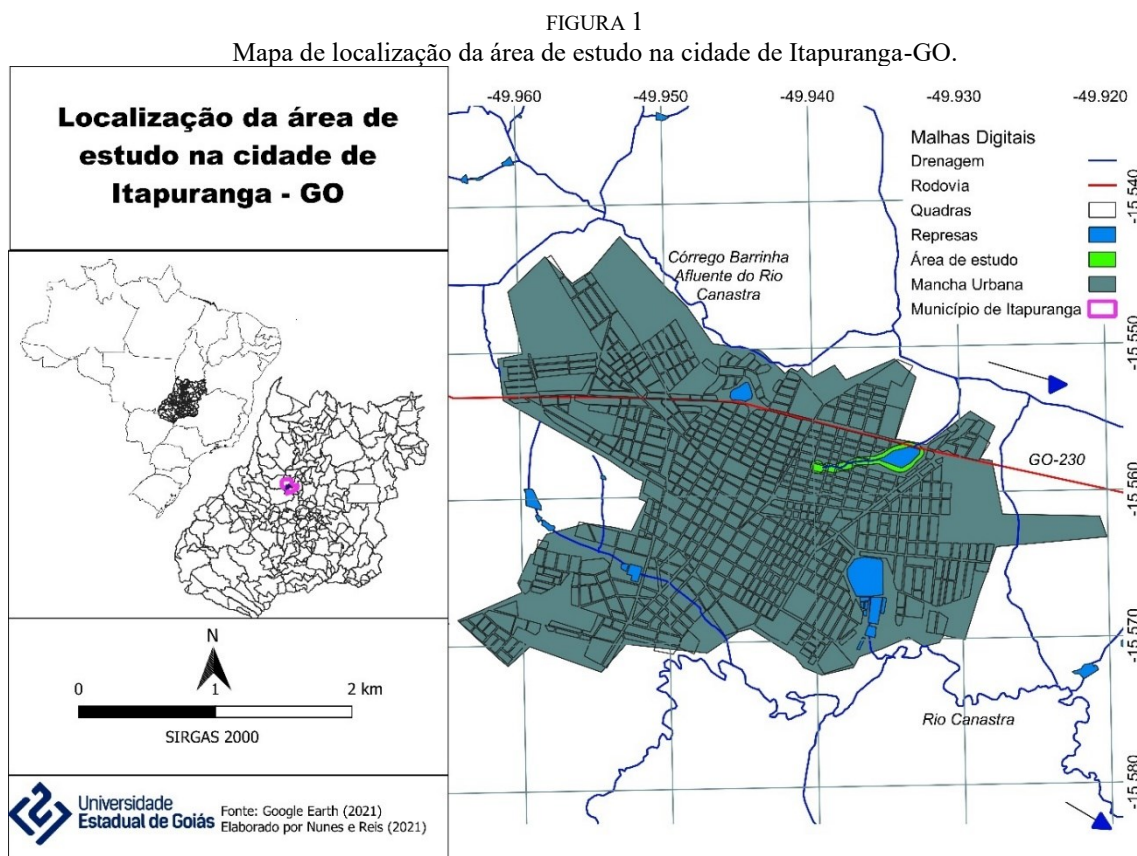 FIGURA 1
Mapa de localização da área de estudo na cidade de Itapuranga-GO.
Localização da área de
estudo na cidade de
Itapuranga - GO
N
0 1 2 km
SIRGAS 2000
Universidade
Estadual de Goiás
Fonte: Google Earth (2021)
Elaborado por Nunes e Reis (2021)
-49.960 -49.950 -49.940 -49.930 -49.920
Malhas Digitais
Drenagem
Rodovia
Quadras
Represas
Área de estudo
Mancha Urbana
Município de Itapuranga
Córrego Barrinha
Afluente do Rio
Canastra
GO-230
Rio Canastra
-15.540
-15.550
-15.560
-15.570
-15.580